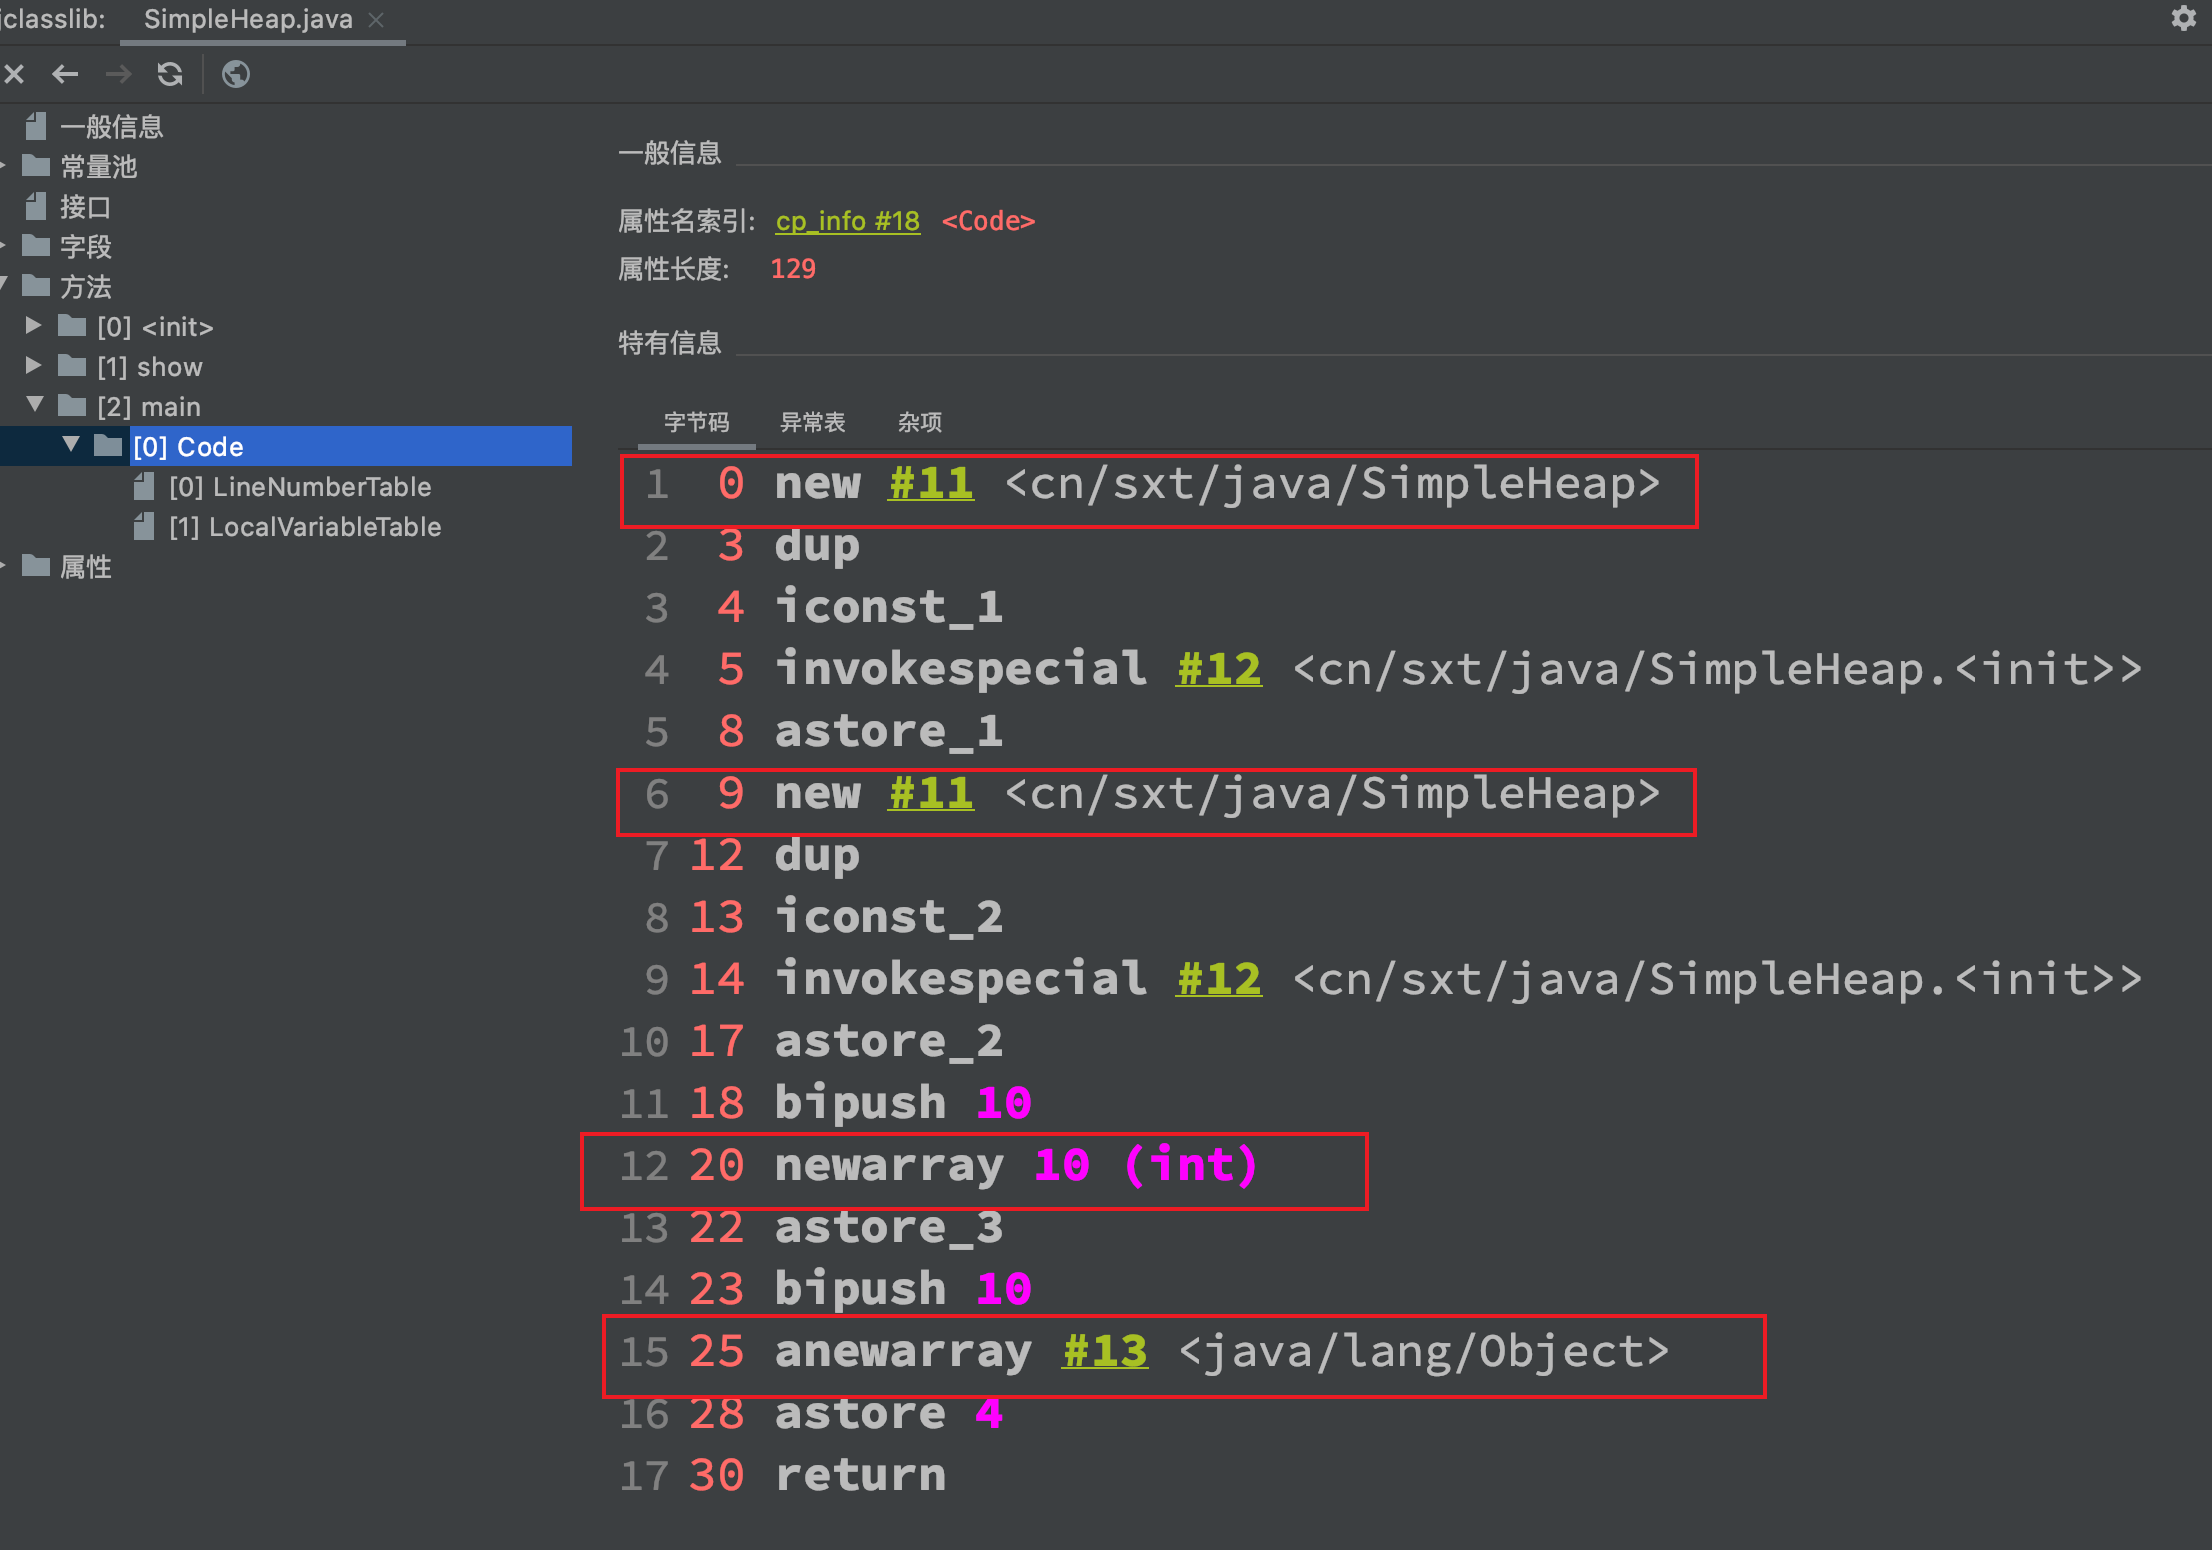 jclasslib: SimpleHeap.java
一般信息
常量池
接口
字段
方法
[0] <init>
[1] show
[2] main
[0] Code
[0] LineNumberTable
[1] LocalVariableTable
属性
一般信息
属性名索引: cp_info #18 <Code>
属性长度: 129
特有信息
字节码 异常表 杂项
1 0 new #11 <cn/sxt/java/SimpleHeap>
2 3 dup
3 4 iconst_1
4 5 invokespecial #12 <cn/sxt/java/SimpleHeap.<init>>
5 8 astore_1
6 9 new #11 <cn/sxt/java/SimpleHeap>
7 12 dup
8 13 iconst_2
9 14 invokespecial #12 <cn/sxt/java/SimpleHeap.<init>>
10 17 astore_2
11 18 bipush 10
12 20 newarray 10 (int)
13 22 astore_3
14 23 bipush 10
15 25 anewarray #13 <java/lang/Object>
16 28 astore 4
17 30 return